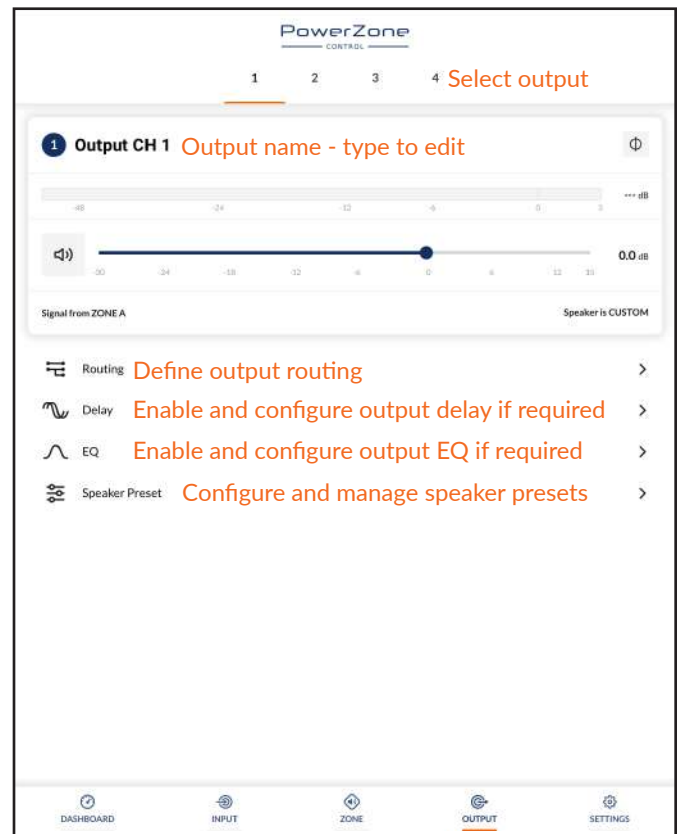 PowerZone
CONTROL
1 2 3 4 Select output
1 Output CH 1 Output name - type to edit
--- dB
-48 -24 -12 -6 0 3
0.0 dB
-90 -24 -18 -12 -6 0 6 12 15
Signal from ZONE A Speaker is CUSTOM
Routing Define output routing
Delay Enable and configure output delay if required
EQ Enable and configure output EQ if required
Speaker Preset Configure and manage speaker presets
DASHBOARD INPUT ZONE OUTPUT SETTINGS